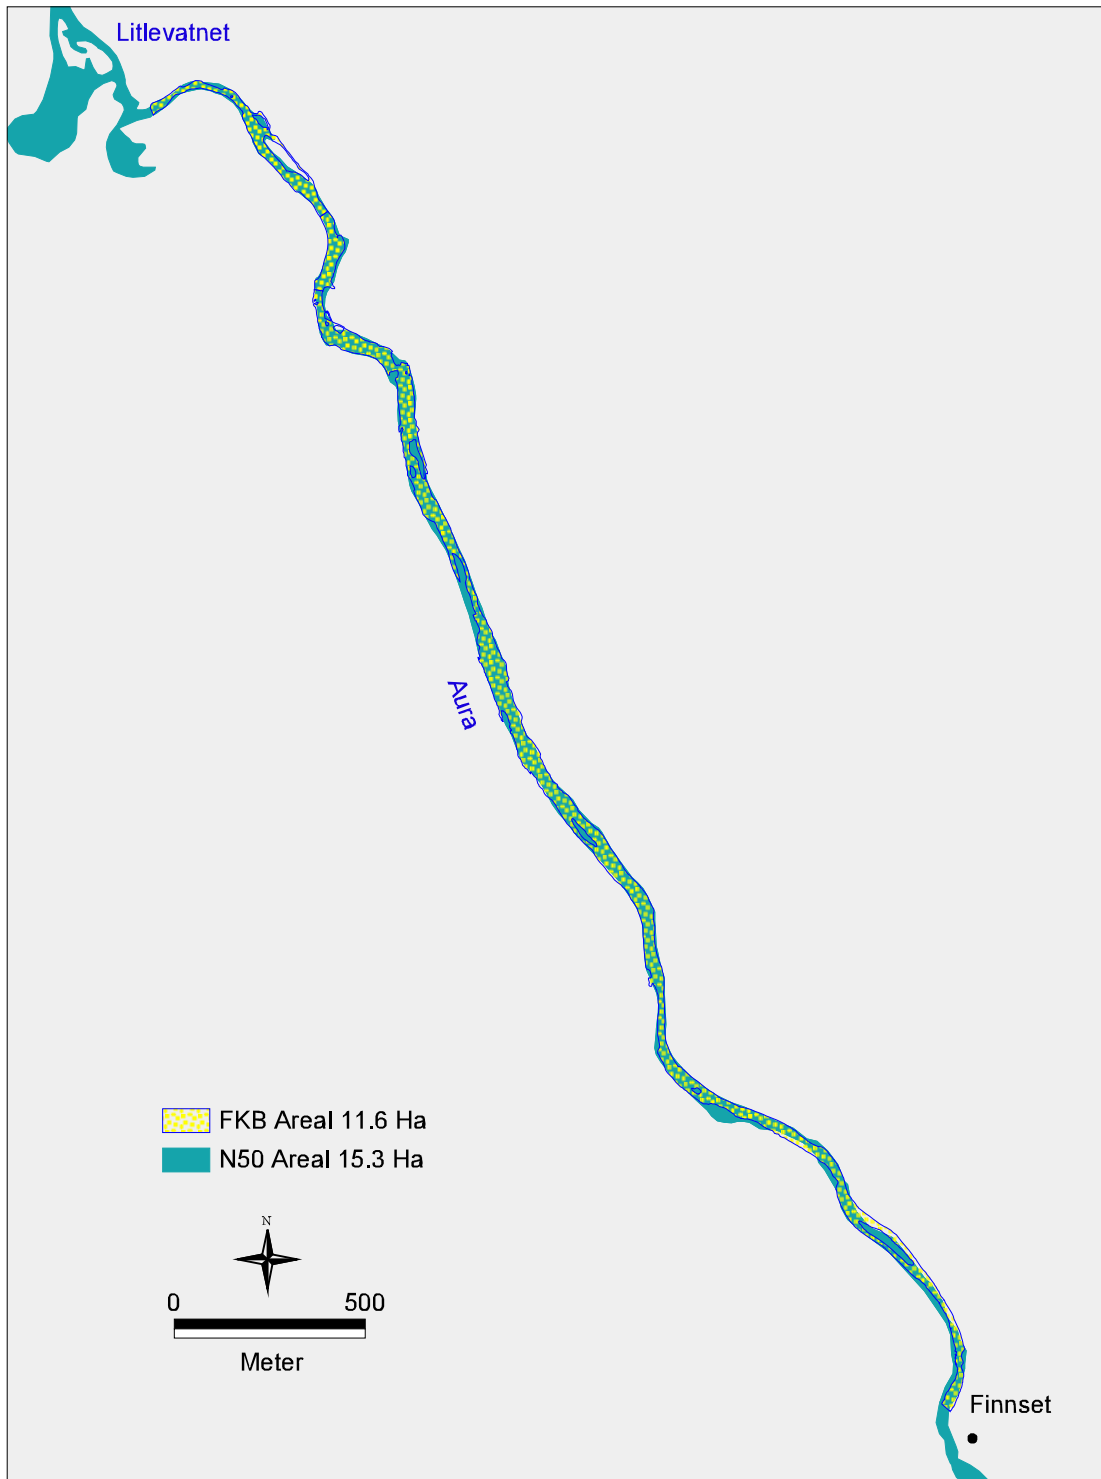 Litlevatnet
Aura
FKB Areal 11.6 Ha
N50 Areal 15.3 Ha
N
0 500
Meter
Finnset